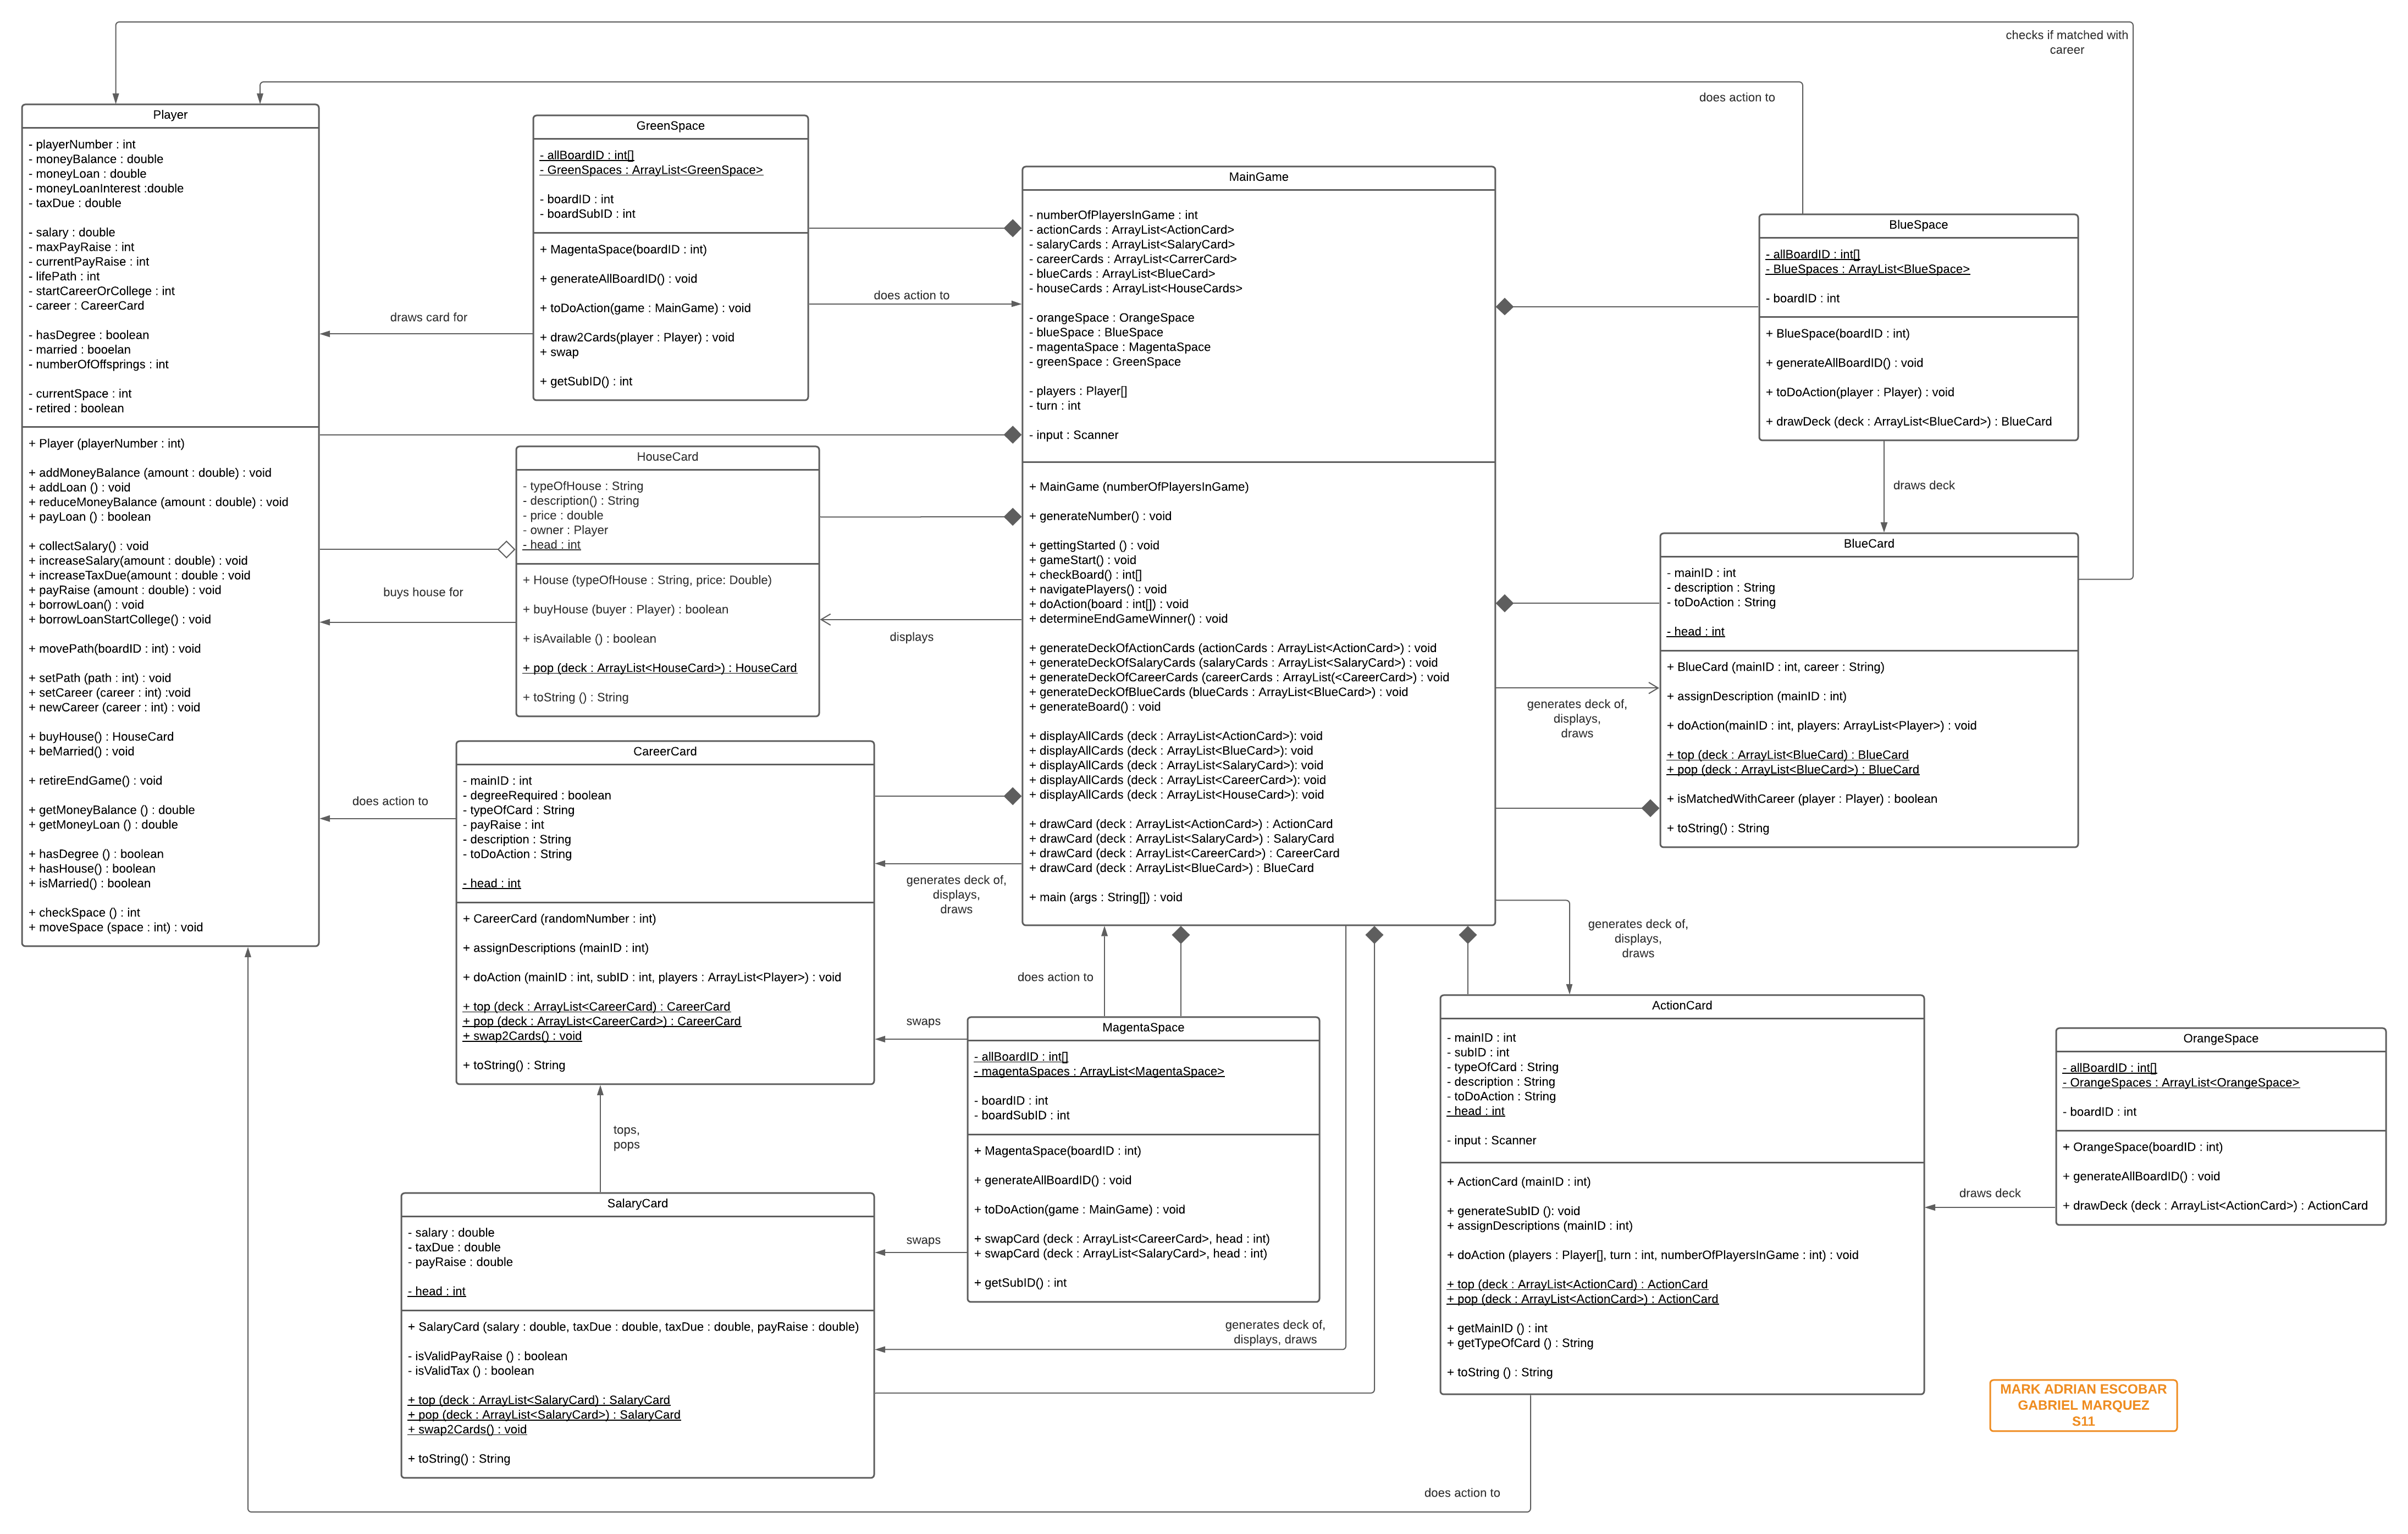 checks if matched with
career
does action to
Player
- playerNumber : int
- moneyBalance : double
- moneyLoan : double
- moneyLoanInterest :double
- taxDue : double
- salary : double
- maxPayRaise : int
- currentPayRaise : int
- lifePath : int
- startCareerOrCollege : int
- career : CareerCard
- hasDegree : boolean
- married : booelan
- numberOfOffsprings : int
- currentSpace : int
- retired : boolean
+ Player (playerNumber : int)
+ addMoneyBalance (amount : double) : void
+ addLoan () : void
+ reduceMoneyBalance (amount : double) : void
+ payLoan () : boolean
+ collectSalary() : void
+ increaseSalary(amount : double) : void
+ increaseTaxDue(amount : double : void
+ payRaise (amount : double) : void
+ borrowLoan() : void
+ borrowLoanStartCollege() : void
+ movePath(boardID : int) : void
+ setPath (path : int) : void
+ setCareer (career : int) :void
+ newCareer (career : int) : void
+ buyHouse() : HouseCard
+ beMarried() : void
+ retireEndGame() : void
+ getMoneyBalance () : double
+ getMoneyLoan () : double
+ hasDegree () : boolean
+ hasHouse() : boolean
+ isMarried() : boolean
+ checkSpace () : int
+ moveSpace (space : int) : void
GreenSpace
- allBoardID : int[]
- GreenSpaces : ArrayList<GreenSpace>
- boardID : int
- boardSubID : int
+ MagentaSpace(boardID : int)
+ generateAllBoardID() : void
+ toDoAction(game : MainGame) : void
+ draw2Cards(player : Player) : void
+ swap
+ getSubID() : int
draws card for
does action to
HouseCard
- typeOfHouse : String
- description() : String
- price : double
- owner : Player
- head : int
+ House (typeOfHouse : String, price: Double)
+ buyHouse (buyer : Player) : boolean
+ isAvailable () : boolean
+ pop (deck : ArrayList<HouseCard>) : HouseCard
+ toString () : String
buys house for
displays
MainGame
- numberOfPlayersInGame : int
- actionCards : ArrayList<ActionCard>
- salaryCards : ArrayList<SalaryCard>
- careerCards : ArrayList<CarrerCard>
- blueCards : ArrayList<BlueCard>
- houseCards : ArrayList<HouseCards>
- orangeSpace : OrangeSpace
- blueSpace : BlueSpace
- magentaSpace : MagentaSpace
- greenSpace : GreenSpace
- players : Player[]
- turn : int
- input : Scanner
+ MainGame (numberOfPlayersInGame)
+ generateNumber() : void
+ gettingStarted () : void
+ gameStart() : void
+ checkBoard() : int[]
+ navigatePlayers() : void
+ doAction(board : int[]) : void
+ determineEndGameWinner() : void
+ generateDeckOfActionCards (actionCards : ArrayList<ActionCard>) : void
+ generateDeckOfSalaryCards (salaryCards : ArrayList<SalaryCard>) : void
+ generateDeckOfCareerCards (careerCards : ArrayList(<CareerCard>) : void
+ generateDeckOfBlueCards (blueCards : ArrayList<BlueCard>) : void
+ generateBoard() : void
+ displayAllCards (deck : ArrayList<ActionCard>): void
+ displayAllCards (deck : ArrayList<BlueCard>): void
+ displayAllCards (deck : ArrayList<SalaryCard>): void
+ displayAllCards (deck : ArrayList<CareerCard>): void
+ displayAllCards (deck : ArrayList<HouseCard>): void
+ drawCard (deck : ArrayList<ActionCard) : ActionCard
+ drawCard (deck : ArrayList<SalaryCard>) : SalaryCard
+ drawCard (deck : ArrayList<CareerCard>) : CareerCard
+ drawCard (deck : ArrayList<BlueCard>) : BlueCard
+ main (args : String[]) : void
BlueSpace
- allBoardID : int[]
- BlueSpaces : ArrayList<BlueSpace>
- boardID : int
+ BlueSpace(boardID : int)
+ generateAllBoardID() : void
+ toDoAction(player : Player) : void
+ drawDeck (deck : ArrayList<BlueCard>) : BlueCard
draws deck
BlueCard
- mainID : int
- description : String
- toDoAction : String
- head : int
+ BlueCard (mainID : int, career : String)
+ assignDescription (mainID : int)
+ doAction(mainID : int, players: ArrayList<Player>) : void
+ top (deck : ArrayList<BlueCard) : BlueCard
+ pop (deck : ArrayList<BlueCard>) : BlueCard
+ isMatchedWithCareer (player : Player) : boolean
+ toString() : String
generates deck of,
displays,
draws
does action to
CareerCard
- mainID : int
- degreeRequired : boolean
- typeOfCard : String
- payRaise : int
- description : String
- toDoAction : String
- head : int
+ CareerCard (randomNumber : int)
+ assignDescriptions (mainID : int)
+ doAction (mainID : int, subID : int, players : ArrayList<Player>) : void
+ top (deck : ArrayList<CareerCard) : CareerCard
+ pop (deck : ArrayList<CareerCard>) : CareerCard
+ swap2Cards() : void
+ toString() : String
generates deck of,
displays,
draws
does action to
generates deck of,
displays,
draws
swaps
MagentaSpace
- allBoardID : int[]
- magentaSpaces : ArrayList<MagentaSpace>
- boardID : int
- boardSubID : int
+ MagentaSpace(boardID : int)
+ generateAllBoardID() : void
+ toDoAction(game : MainGame) : void
+ swapCard (deck : ArrayList<CareerCard>, head : int)
+ swapCard (deck : ArrayList<SalaryCard>, head : int)
+ getSubID() : int
tops,
pops
swaps
SalaryCard
- salary : double
- taxDue : double
- payRaise : double
- head : int
+ SalaryCard (salary : double, taxDue : double, taxDue : double, payRaise : double)
- isValidPayRaise () : boolean
- isValidTax () : boolean
+ top (deck : ArrayList<SalaryCard) : SalaryCard
+ pop (deck : ArrayList<SalaryCard>) : SalaryCard
+ swap2Cards() : void
+ toString() : String
generates deck of,
displays, draws
ActionCard
- mainID : int
- subID : int
- typeOfCard : String
- description : String
- toDoAction : String
- head : int
- input : Scanner
+ ActionCard (mainID : int)
+ generateSubID (): void
+ assignDescriptions (mainID : int)
+ doAction (players : Player[], turn : int, numberOfPlayersInGame : int) : void
+ top (deck : ArrayList<ActionCard) : ActionCard
+ pop (deck : ArrayList<ActionCard>) : ActionCard
+ getMainID () : int
+ getTypeOfCard () : String
+ toString () : String
draws deck
OrangeSpace
- allBoardID : int[]
- OrangeSpaces : ArrayList<OrangeSpace>
- boardID : int
+ OrangeSpace(boardID : int)
+ generateAllBoardID() : void
+ drawDeck (deck : ArrayList<ActionCard>) : ActionCard
MARK ADRIAN ESCOBAR
GABRIEL MARQUEZ
S11
does action to